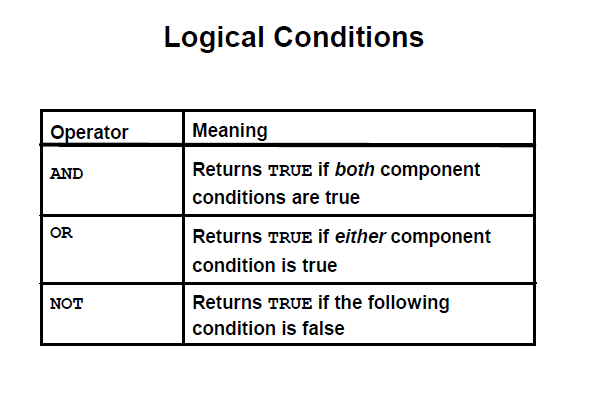 Logical Conditions
Operator Meaning
AND Returns TRUE if both component
conditions are true
OR Returns TRUE if either component
condition is true
NOT Returns TRUE if the following
condition is false